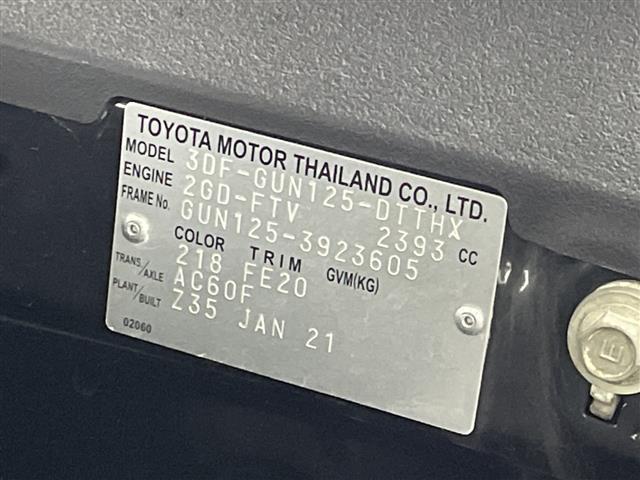 TOYOTA MOTOR THAILAND CO., LTD.
MODEL 3DF-GUN125-DTTHX
ENGINE 2GD-FTV 2393 CC
FRAME No. GUN125-3923605
COLOR TRIM GVM(KG)
218 FE20
TRANS/AXLE AC60F
PLANT/BUILT Z35 JAN 21
02060
E